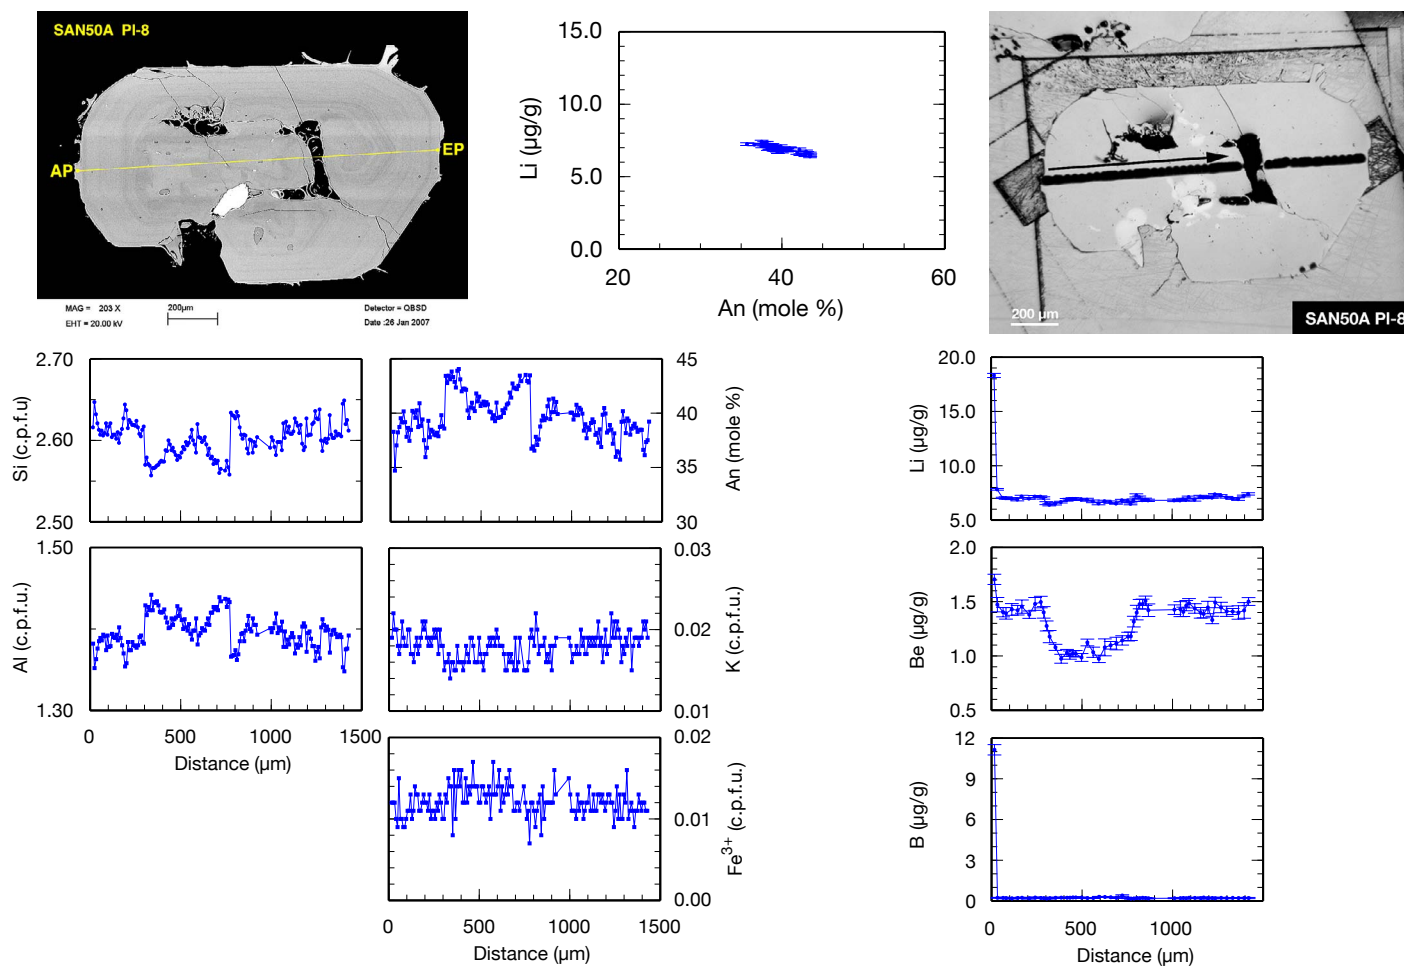 SAN50A PI-8
AP
EP
MAG = 203 X
EHT = 20.00 kV
200µm
Detector = QBSD
Date :26 Jan 2007
15.0
10.0
5.0
0.0
Li (µg/g)
20
40
60
An (mole %)
200 µm
SAN50A PI-8
2.70
2.60
2.50
Si (c.p.f.u)
45
40
35
30
An (mole %)
20.0
15.0
10.0
5.0
Li (µg/g)
1.50
1.40
1.30
Al (c.p.f.u.)
0
500
1000
1500
Distance (µm)
0.03
0.02
0.01
K (c.p.f.u.)
2.0
1.5
1.0
0.5
Be (µg/g)
0.02
0.01
0.00
Fe³⁺ (c.p.f.u.)
0
500
1000
1500
Distance (µm)
12
9
6
3
0
B (µg/g)
0
500
1000
Distance (µm)